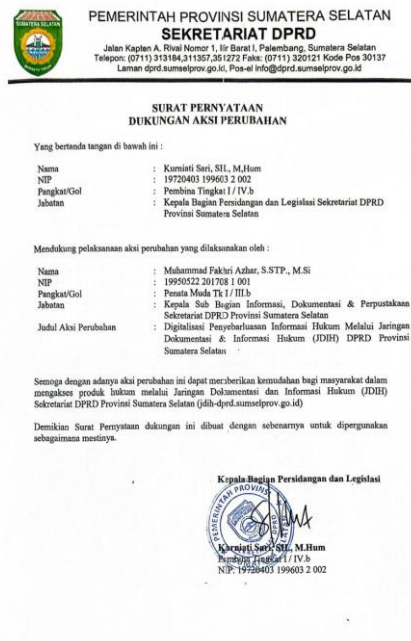 PEMERINTAH PROVINSI SUMATERA SELATAN
SEKRETARIAT DPRD
Jalan Kapten A. Rivai Nomor 1, Ilir Barat I, Palembang, Sumatera Selatan
Telepon: (0711) 313184,311357,351272 Faks: (0711) 320121 Kode Pos 30137
Laman dprd.sumselprov.go.id, Pos-el info@dprd.sumselprov.go.id
SURAT PERNYATAAN
DUKUNGAN AKSI PERUBAHAN
Yang bertanda tangan di bawah ini :
Nama : Kurniati Sari, SH., M,Hum
NIP : 19720403 199603 2 002
Pangkat/Gol : Pembina Tingkat I / IV.b
Jabatan : Kepala Bagian Persidangan dan Legislasi Sekretariat DPRD
Provinsi Sumatera Selatan
Mendukung pelaksanaan aksi perubahan yang dilaksanakan oleh :
Nama : Muhammad Fakhri Azhar, S.STP., M.Si
NIP : 19950522 201708 1 001
Pangkat/Gol : Penata Muda Tk I / III.b
Jabatan : Kepala Sub Bagian Informasi, Dokumentasi & Perpustakaan
Sekretariat DPRD Provinsi Sumatera Selatan
Judul Aksi Perubahan : Digitalisasi Penyebarluasan Informasi Hukum Melalui Jaringan
Dokumentasi & Informasi Hukum (JDIH) DPRD Provinsi
Sumatera Selatan
Semoga dengan adanya aksi perubahan ini dapat memberikan kemudahan bagi masyarakat dalam
mengakses produk hukum melalui Jaringan Dokumentasi dan Informasi Hukum (JDIH)
Sekretariat DPRD Provinsi Sumatera Selatan (jdih-dprd.sumselprov.go.id)
Demikian Surat Pernyataan dukungan ini dibuat dengan sebenarnya untuk dipergunakan
sebagaimana mestinya.
Kepala Bagian Persidangan dan Legislasi
PEMERINTAH PROVINSI
Kurniati Sari, SH., M.Hum
Pembina Tingkat I / IV.b
NIP. 19720403 199603 2 002